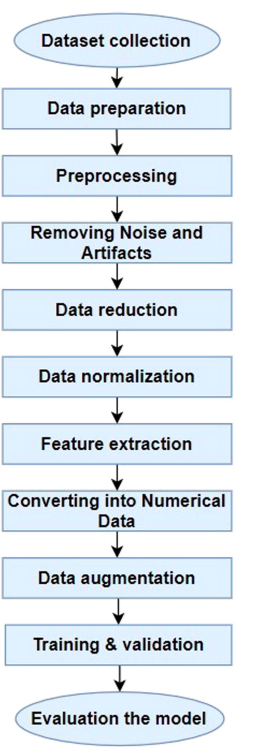 Dataset collection
Data preparation
Preprocessing
Removing Noise and
Artifacts
Data reduction
Data normalization
Feature extraction
Converting into Numerical
Data
Data augmentation
Training & validation
Evaluation the model